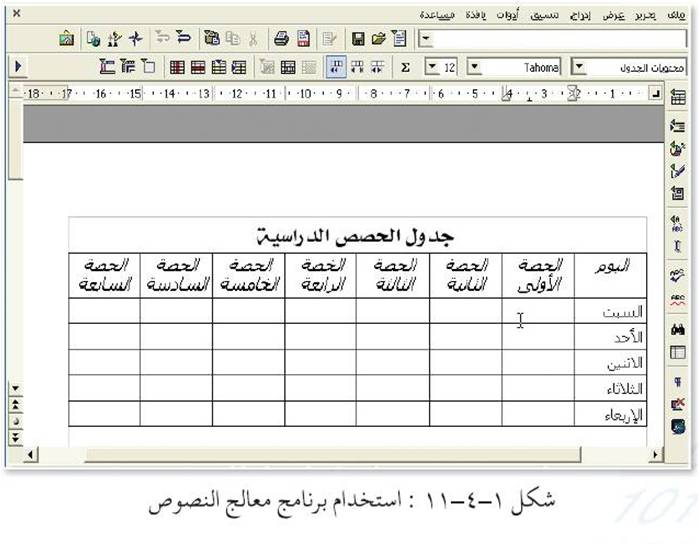 ملف تحرير عرض إدراج تنسيق أدوات نافذة مساعدة
محتويات الجدول Tahoma 12
18 17 16 15 14 13 12 11 10 9 8 7 6 5 4 3 2 1
جدول الحصص الدراسية
اليوم الحصة الأولى الحصة الثانية الحصة الثالثة الحصة الرابعة الحصة الخامسة الحصة السادسة الحصة السابعة
السبت
الأحد
الاثنين
الثلاثاء
الإربعاء
شكل ١-٤-١١ : استخدام برنامج معالج النصوص
101